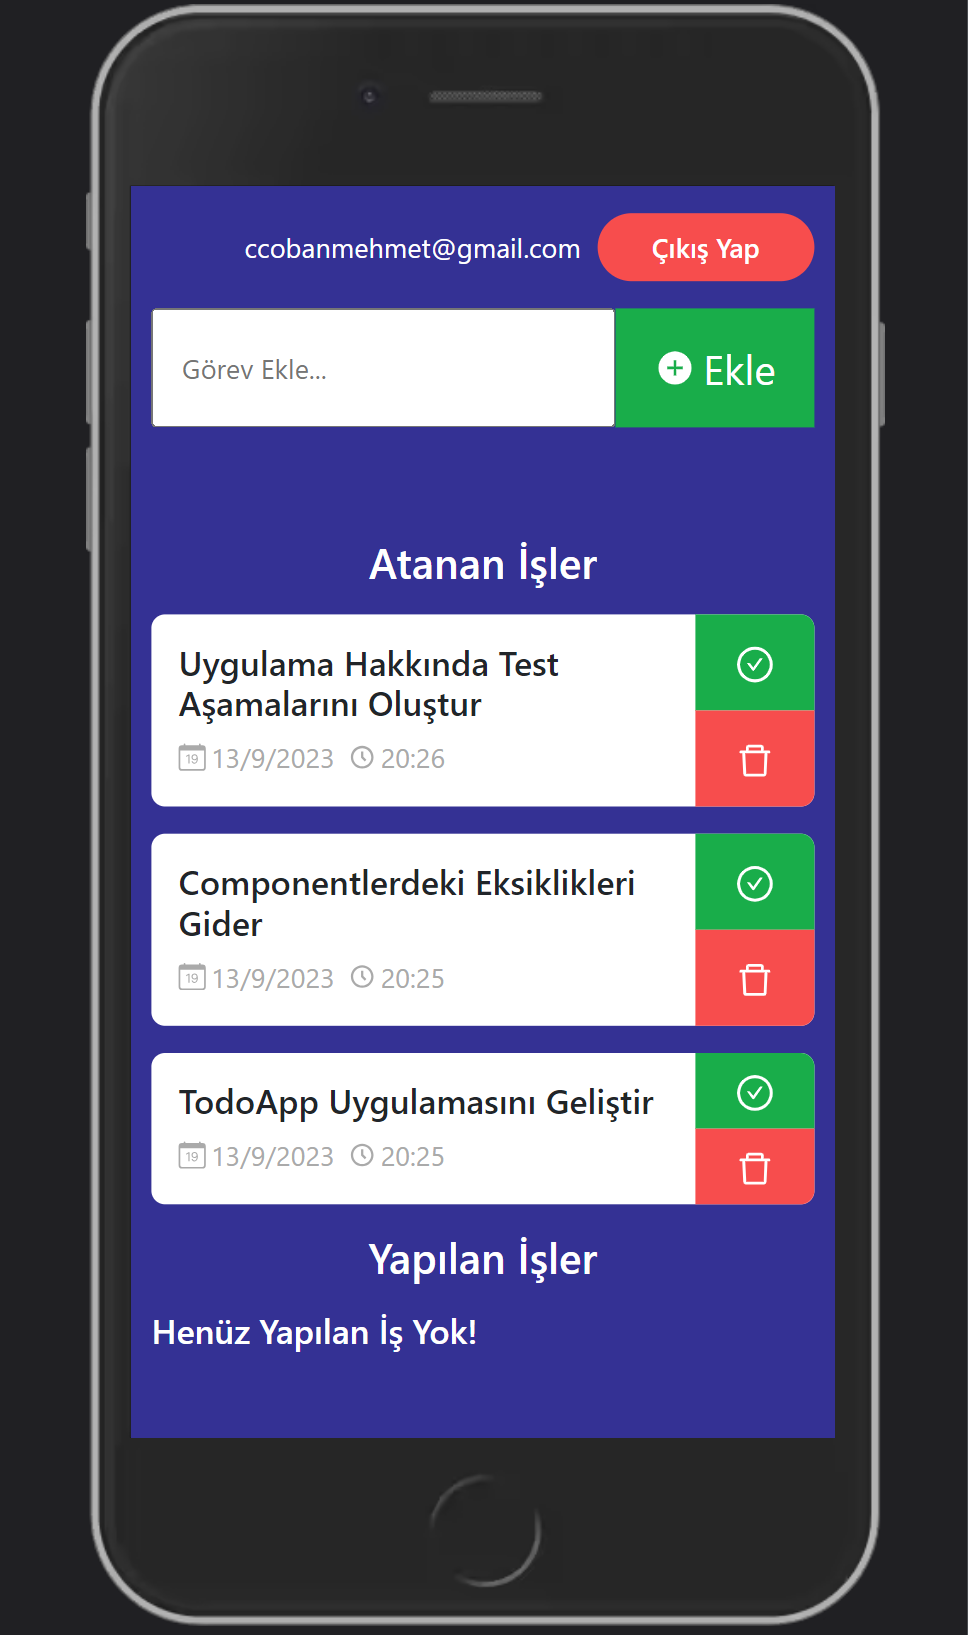 ccobanmehmet@gmail.com Çıkış Yap
Görev Ekle... Ekle
Atanan İşler
Uygulama Hakkında Test
Aşamalarını Oluştur
19 13/9/2023 20:26
Componentlerdeki Eksiklikleri
Gider
19 13/9/2023 20:25
TodoApp Uygulamasını Geliştir
19 13/9/2023 20:25
Yapılan İşler
Henüz Yapılan İş Yok!